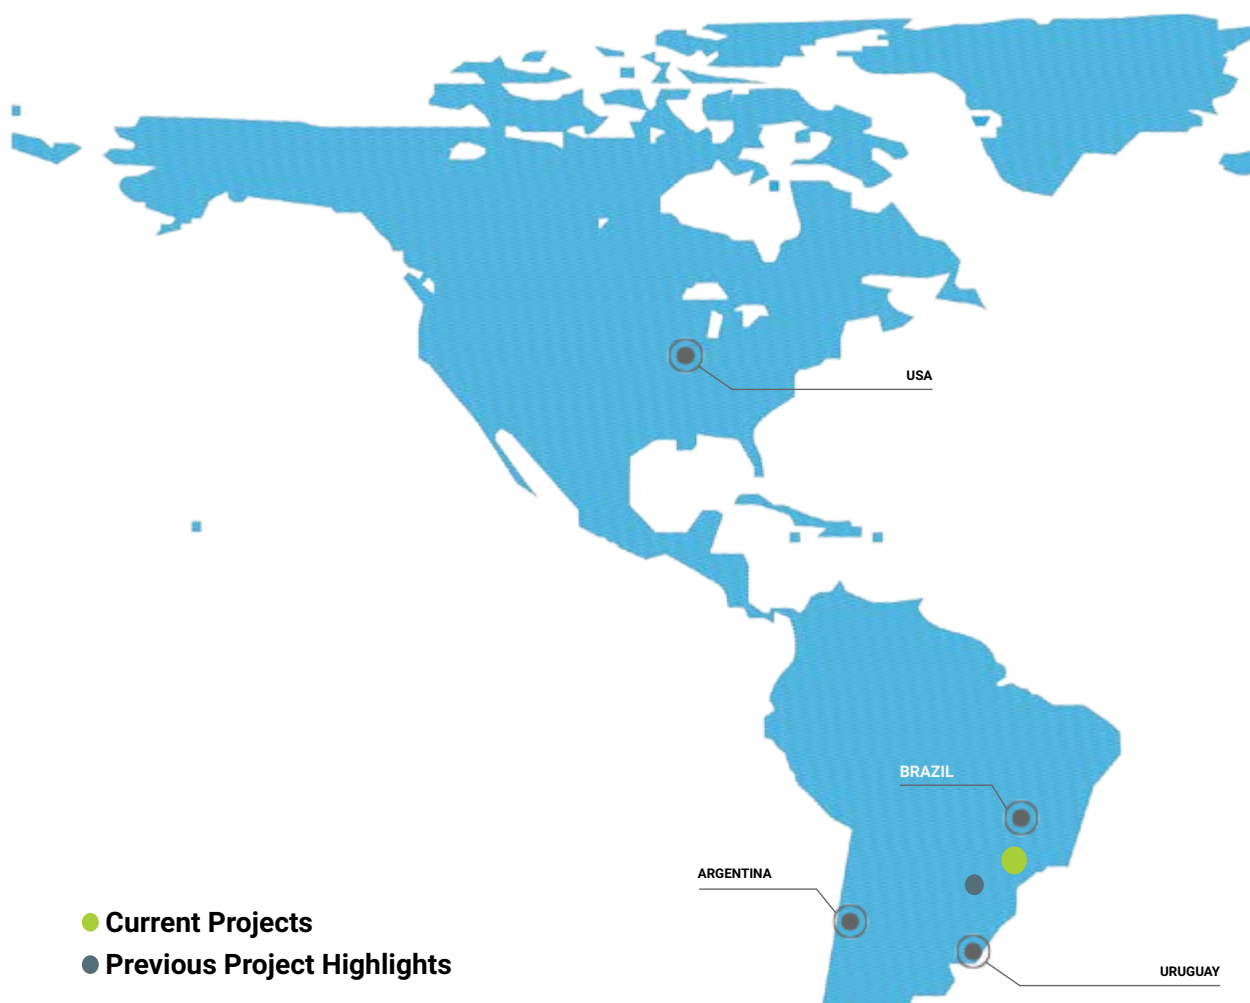 USA
BRAZIL
ARGENTINA
Current Projects
Previous Project Highlights
URUGUAY